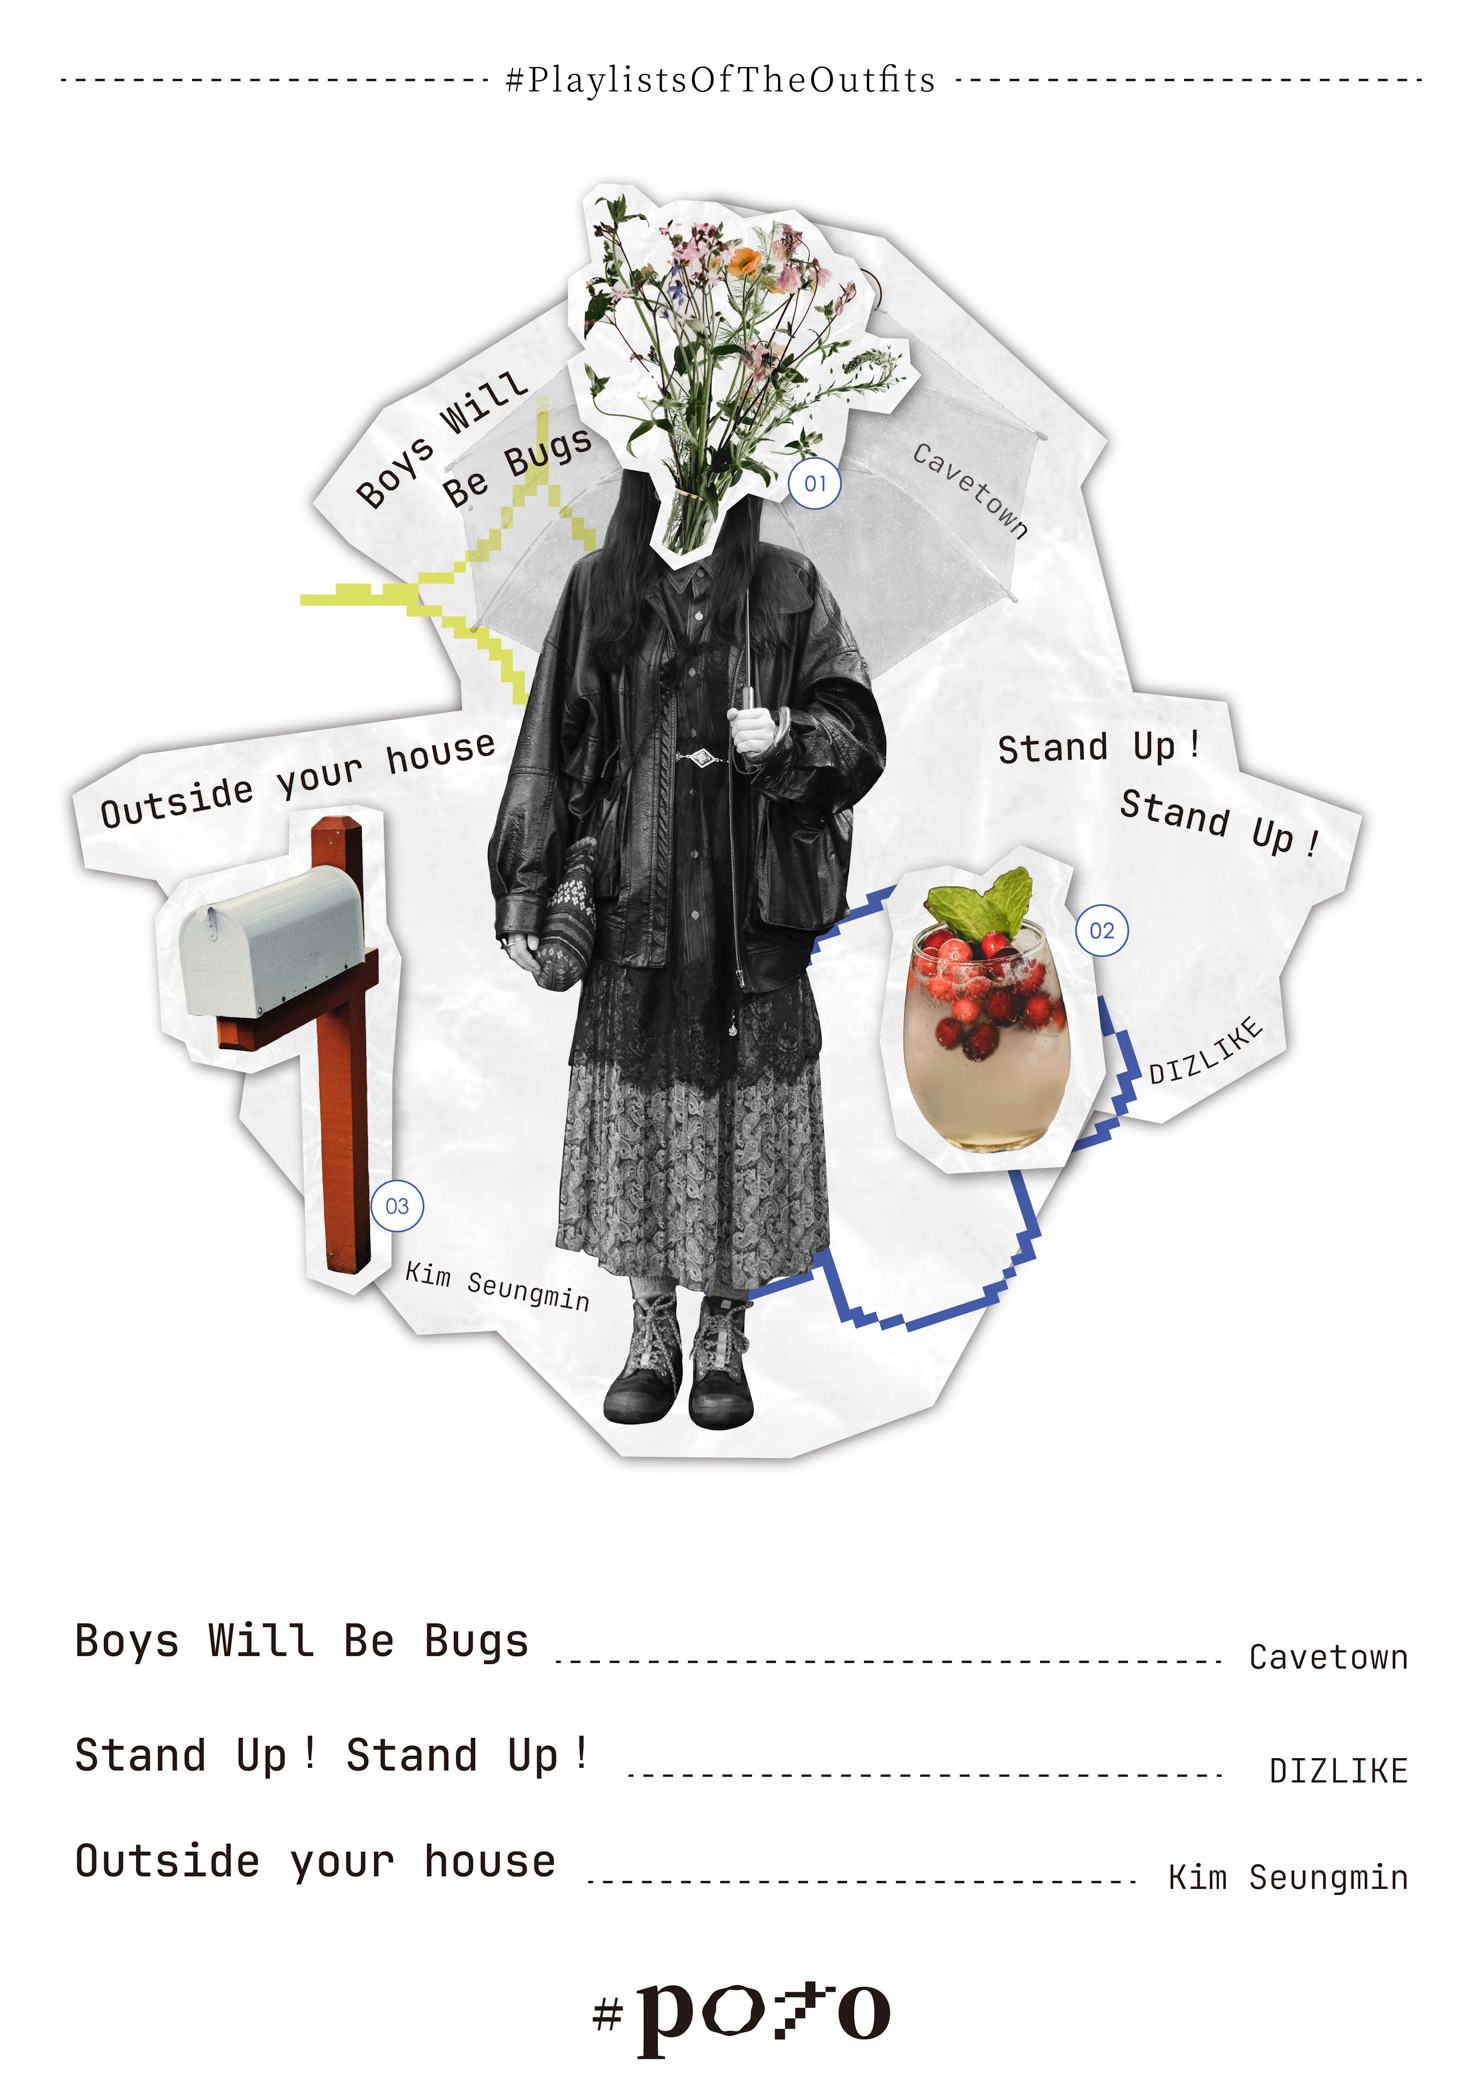 #PlaylistsOfTheOutfits
Boys Will
Be Bugs
01
Cavetown
Outside your house
Stand Up!
Stand Up!
02
DIZLIKE
03
Kim Seungmin
Boys Will Be Bugs Cavetown
Stand Up! Stand Up! DIZLIKE
Outside your house Kim Seungmin
#poto